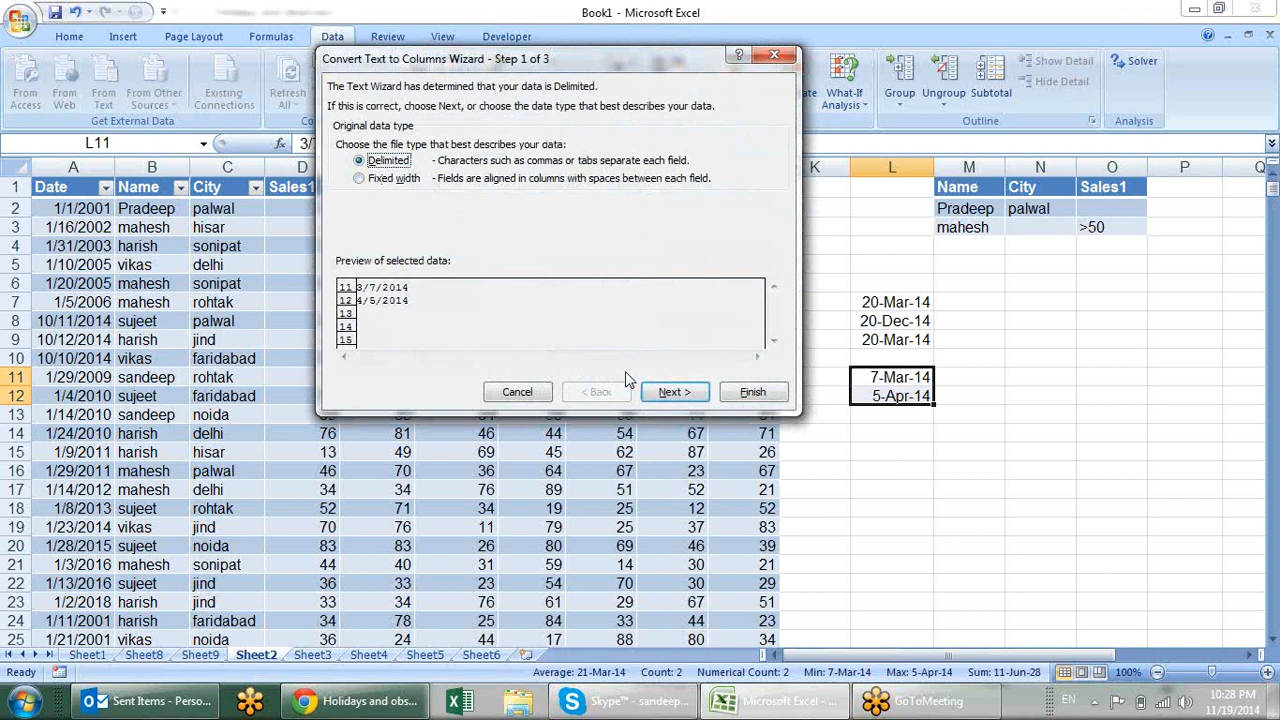 Book1 - Microsoft Excel
Home Insert Page Layout Formulas Data Review View Developer
From Access
From Web
From Text
From Other Sources
Existing Connections
Refresh All
Get External Data
What-If Analysis
Group
Ungroup
Subtotal
Show Detail
Hide Detail
Outline
Solver
Analysis
Convert Text to Columns Wizard - Step 1 of 3
The Text Wizard has determined that your data is Delimited.
If this is correct, choose Next, or choose the data type that best describes your data.
Original data type
Choose the file type that best describes your data:
Delimited - Characters such as commas or tabs separate each field.
Fixed width - Fields are aligned in columns with spaces between each field.
Preview of selected data:
11 3/7/2014
12 4/5/2014
13
14
15
Cancel < Back Next > Finish
L11
A B C D K L M N O P Q
1 Date Name City Sales1 Name City Sales1
2 1/1/2001 Pradeep palwal Pradeep palwal
3 1/16/2002 mahesh hisar mahesh >50
4 1/31/2003 harish sonipat
5 1/10/2005 vikas delhi
6 1/20/2005 mahesh sonipat
7 1/5/2006 mahesh rohtak 20-Mar-14
8 10/11/2014 sujeet palwal 20-Dec-14
9 10/12/2014 harish jind 20-Mar-14
10 10/10/2014 vikas faridabad
11 1/29/2009 sandeep rohtak 7-Mar-14
12 1/4/2010 sujeet faridabad 5-Apr-14
13 1/14/2010 sandeep noida
14 1/24/2010 harish delhi 76 81 46 44 54 67 71
15 1/9/2011 harish hisar 13 49 69 45 62 87 26
16 1/29/2011 mahesh palwal 46 70 36 64 67 23 67
17 1/14/2012 mahesh delhi 34 34 76 89 51 52 21
18 1/8/2013 sujeet rohtak 52 71 34 19 25 12 52
19 1/23/2014 vikas jind 70 76 11 79 25 37 83
20 1/28/2015 sujeet noida 83 83 26 80 69 46 39
21 1/3/2016 mahesh sonipat 44 40 31 59 14 30 21
22 1/13/2016 sujeet jind 36 33 23 54 70 30 29
23 1/2/2018 harish jind 33 34 76 61 29 67 51
24 1/11/2001 harish faridabad 34 78 25 84 33 44 23
25 1/21/2001 vikas noida 36 24 44 17 88 80 34
Sheet1 Sheet8 Sheet9 Sheet2 Sheet3 Sheet4 Sheet5 Sheet6
Ready Average: 21-Mar-14 Count: 2 Numerical Count: 2 Min: 7-Mar-14 Max: 5-Apr-14 Sum: 11-Jun-28 100%
Sent Items - Perso...
Holidays and obs...
Skype™ - sandeep...
Microsoft Excel - ...
GoToMeeting
EN
10:28 PM
11/19/2014